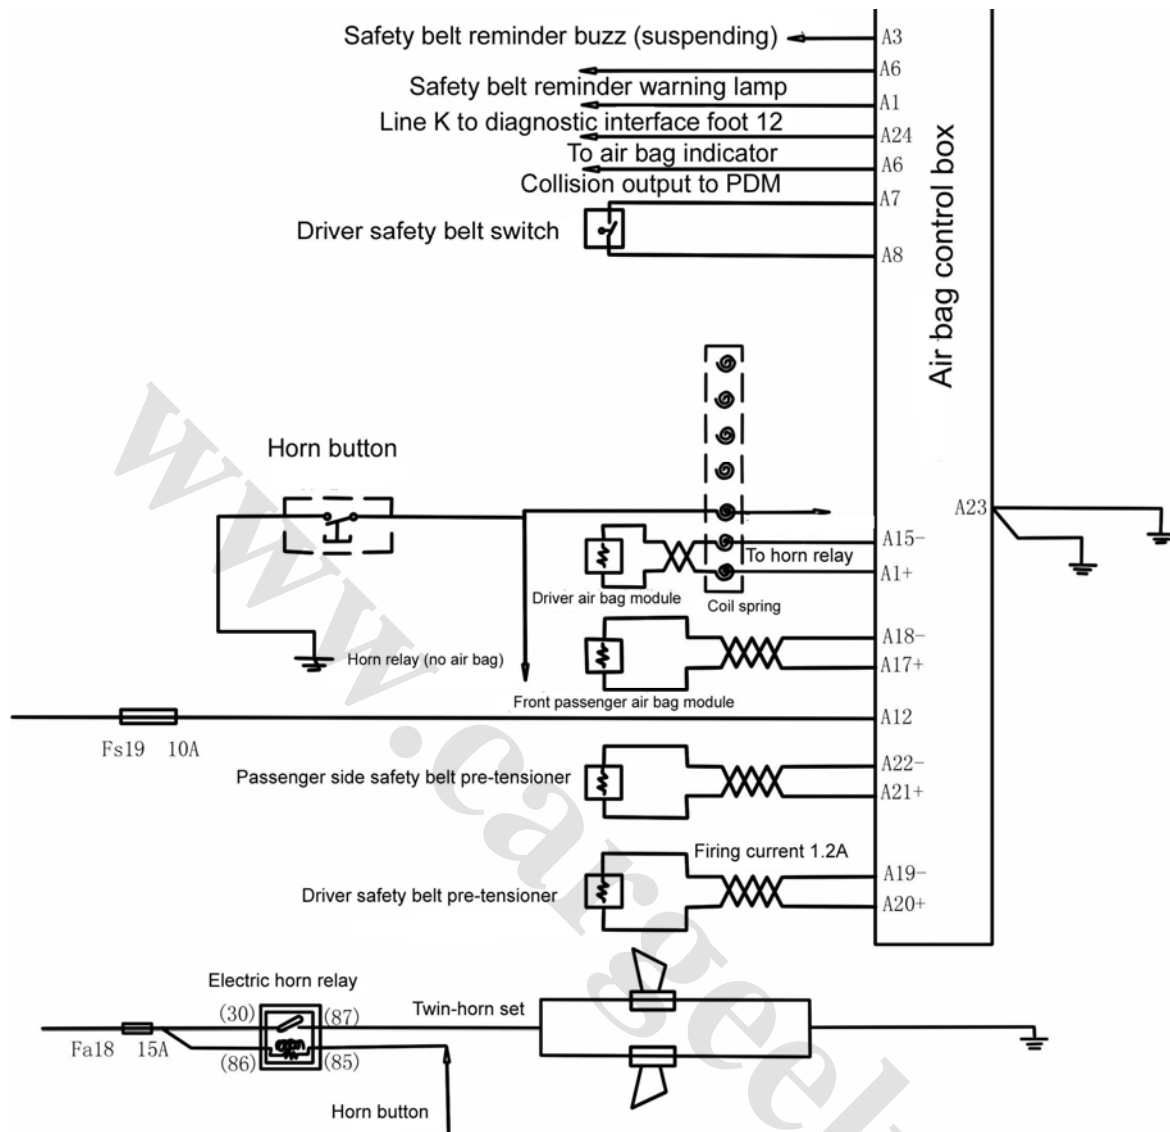 Safety belt reminder buzz (suspending)
A3
A6
Safety belt reminder warning lamp
A1
Line K to diagnostic interface foot 12
A24
To air bag indicator
A6
Collision output to PDM
A7
Driver safety belt switch
A8
Air bag control box
Horn button
A23
A15-
To horn relay
A1+
Driver air bag module
Coil spring
A18-
Horn relay (no air bag)
A17+
Front passenger air bag module
A12
Fs19 10A
A22-
Passenger side safety belt pre-tensioner
A21+
Firing current 1.2A
A19-
Driver safety belt pre-tensioner
A20+
Electric horn relay
(30) (87)
Twin-horn set
Fa18 15A
(86) (85)
Horn button
www.cargeek